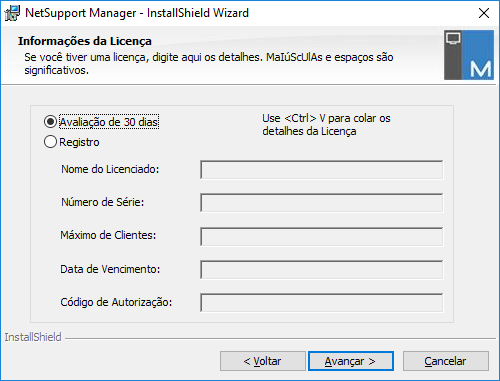 NetSupport Manager - InstallShield Wizard
Informações da Licença
Se você tiver uma licença, digite aqui os detalhes. MaIúScUlAs e espaços são
significativos.
M
Avaliação de 30 dias
Use <Ctrl> V para colar os
detalhes da Licença
Registro
Nome do Licenciado:
Número de Série:
Máximo de Clientes:
Data de Vencimento:
Código de Autorização:
InstallShield
< Voltar
Avançar >
Cancelar